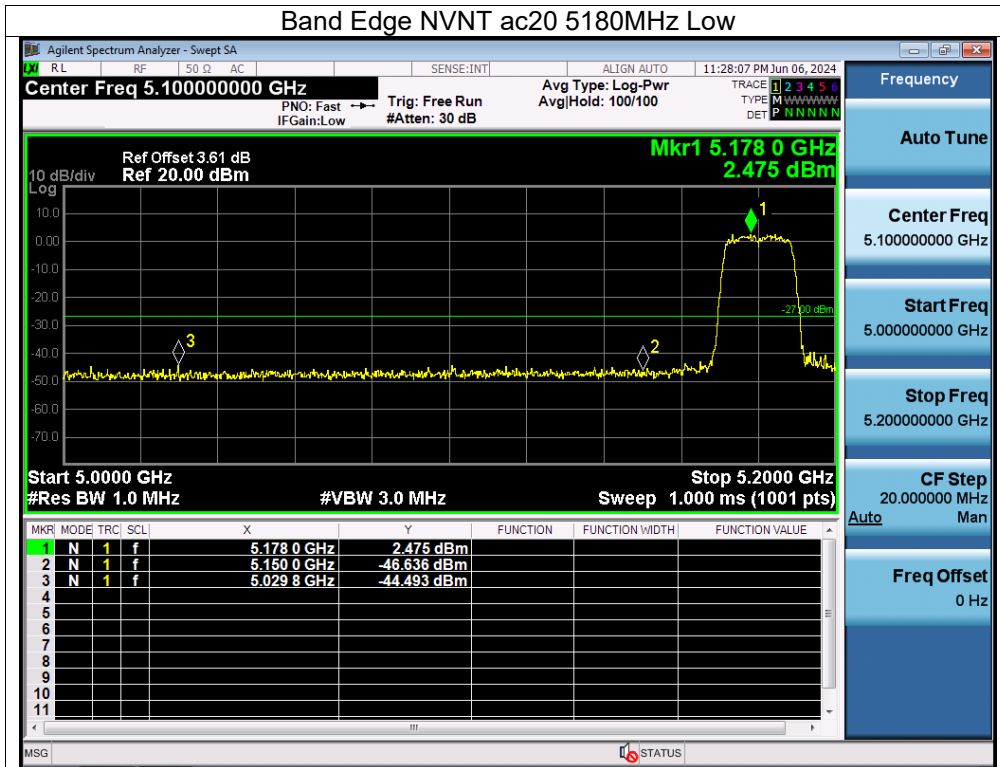 Band Edge NVNT ac20 5180MHz Low
Agilent Spectrum Analyzer - Swept SA
LXI RL RF 50 Ω AC SENSE:INT ALIGN AUTO 11:28:07 PM Jun 06, 2024
Center Freq 5.100000000 GHz
PNO: Fast
IFGain:Low
Trig: Free Run
#Atten: 30 dB
Avg Type: Log-Pwr
Avg|Hold: 100/100
TRACE 1 2 3 4 5 6
TYPE M WWWWW
DET P N N N N N
Frequency
Auto Tune
Center Freq
5.100000000 GHz
Start Freq
5.000000000 GHz
Stop Freq
5.200000000 GHz
CF Step
20.000000 MHz
Auto Man
Freq Offset
0 Hz
Mkr1 5.178 0 GHz
2.475 dBm
Ref Offset 3.61 dB
10 dB/div Ref 20.00 dBm
Log
10.0
0.00
-10.0
-20.0
-30.0
-40.0
-50.0
-60.0
-70.0
1
-27.00 dBm
3
2
Start 5.0000 GHz Stop 5.2000 GHz
#Res BW 1.0 MHz #VBW 3.0 MHz Sweep 1.000 ms (1001 pts)
MKR MODE TRC SCL X Y FUNCTION FUNCTION WIDTH FUNCTION VALUE
1 N 1 f 5.178 0 GHz 2.475 dBm
2 N 1 f 5.150 0 GHz -46.636 dBm
3 N 1 f 5.029 8 GHz -44.493 dBm
4
5
6
7
8
9
10
11
MSG STATUS